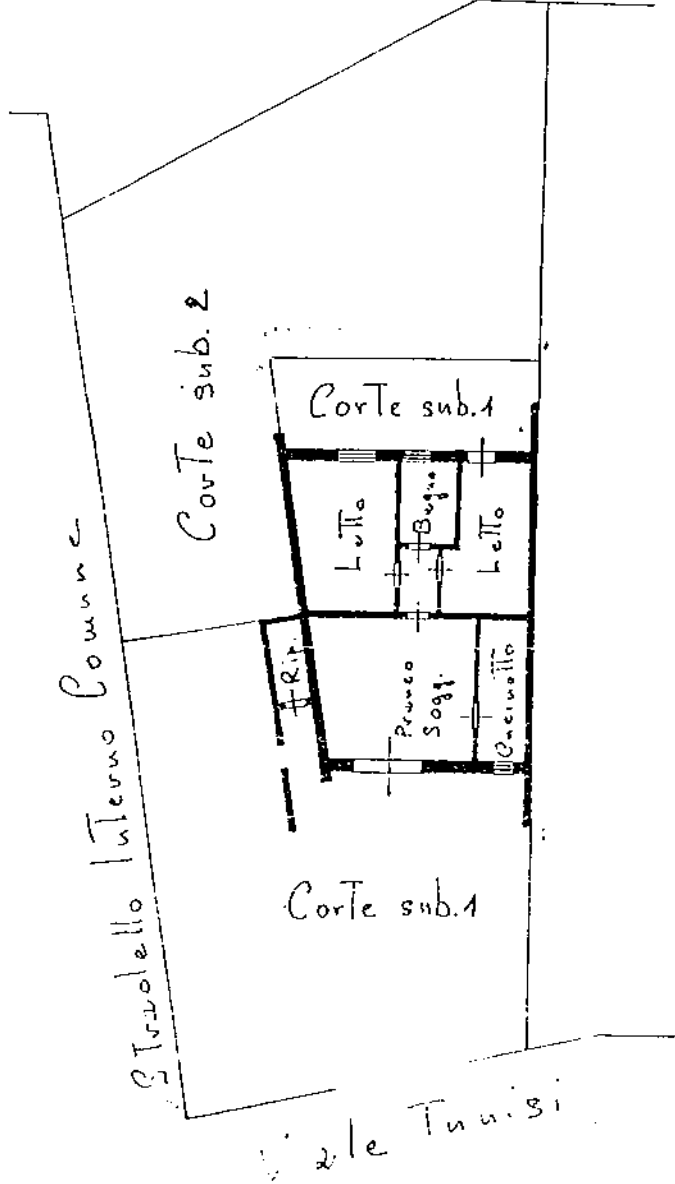 Corte sub. 2
Corte sub.1
Letto
Bagno
Letto
Stradello Interno Comune
Rip.
Pranzo
Sogg.
Cucinotto
Corte sub.1
Viale Tunisi